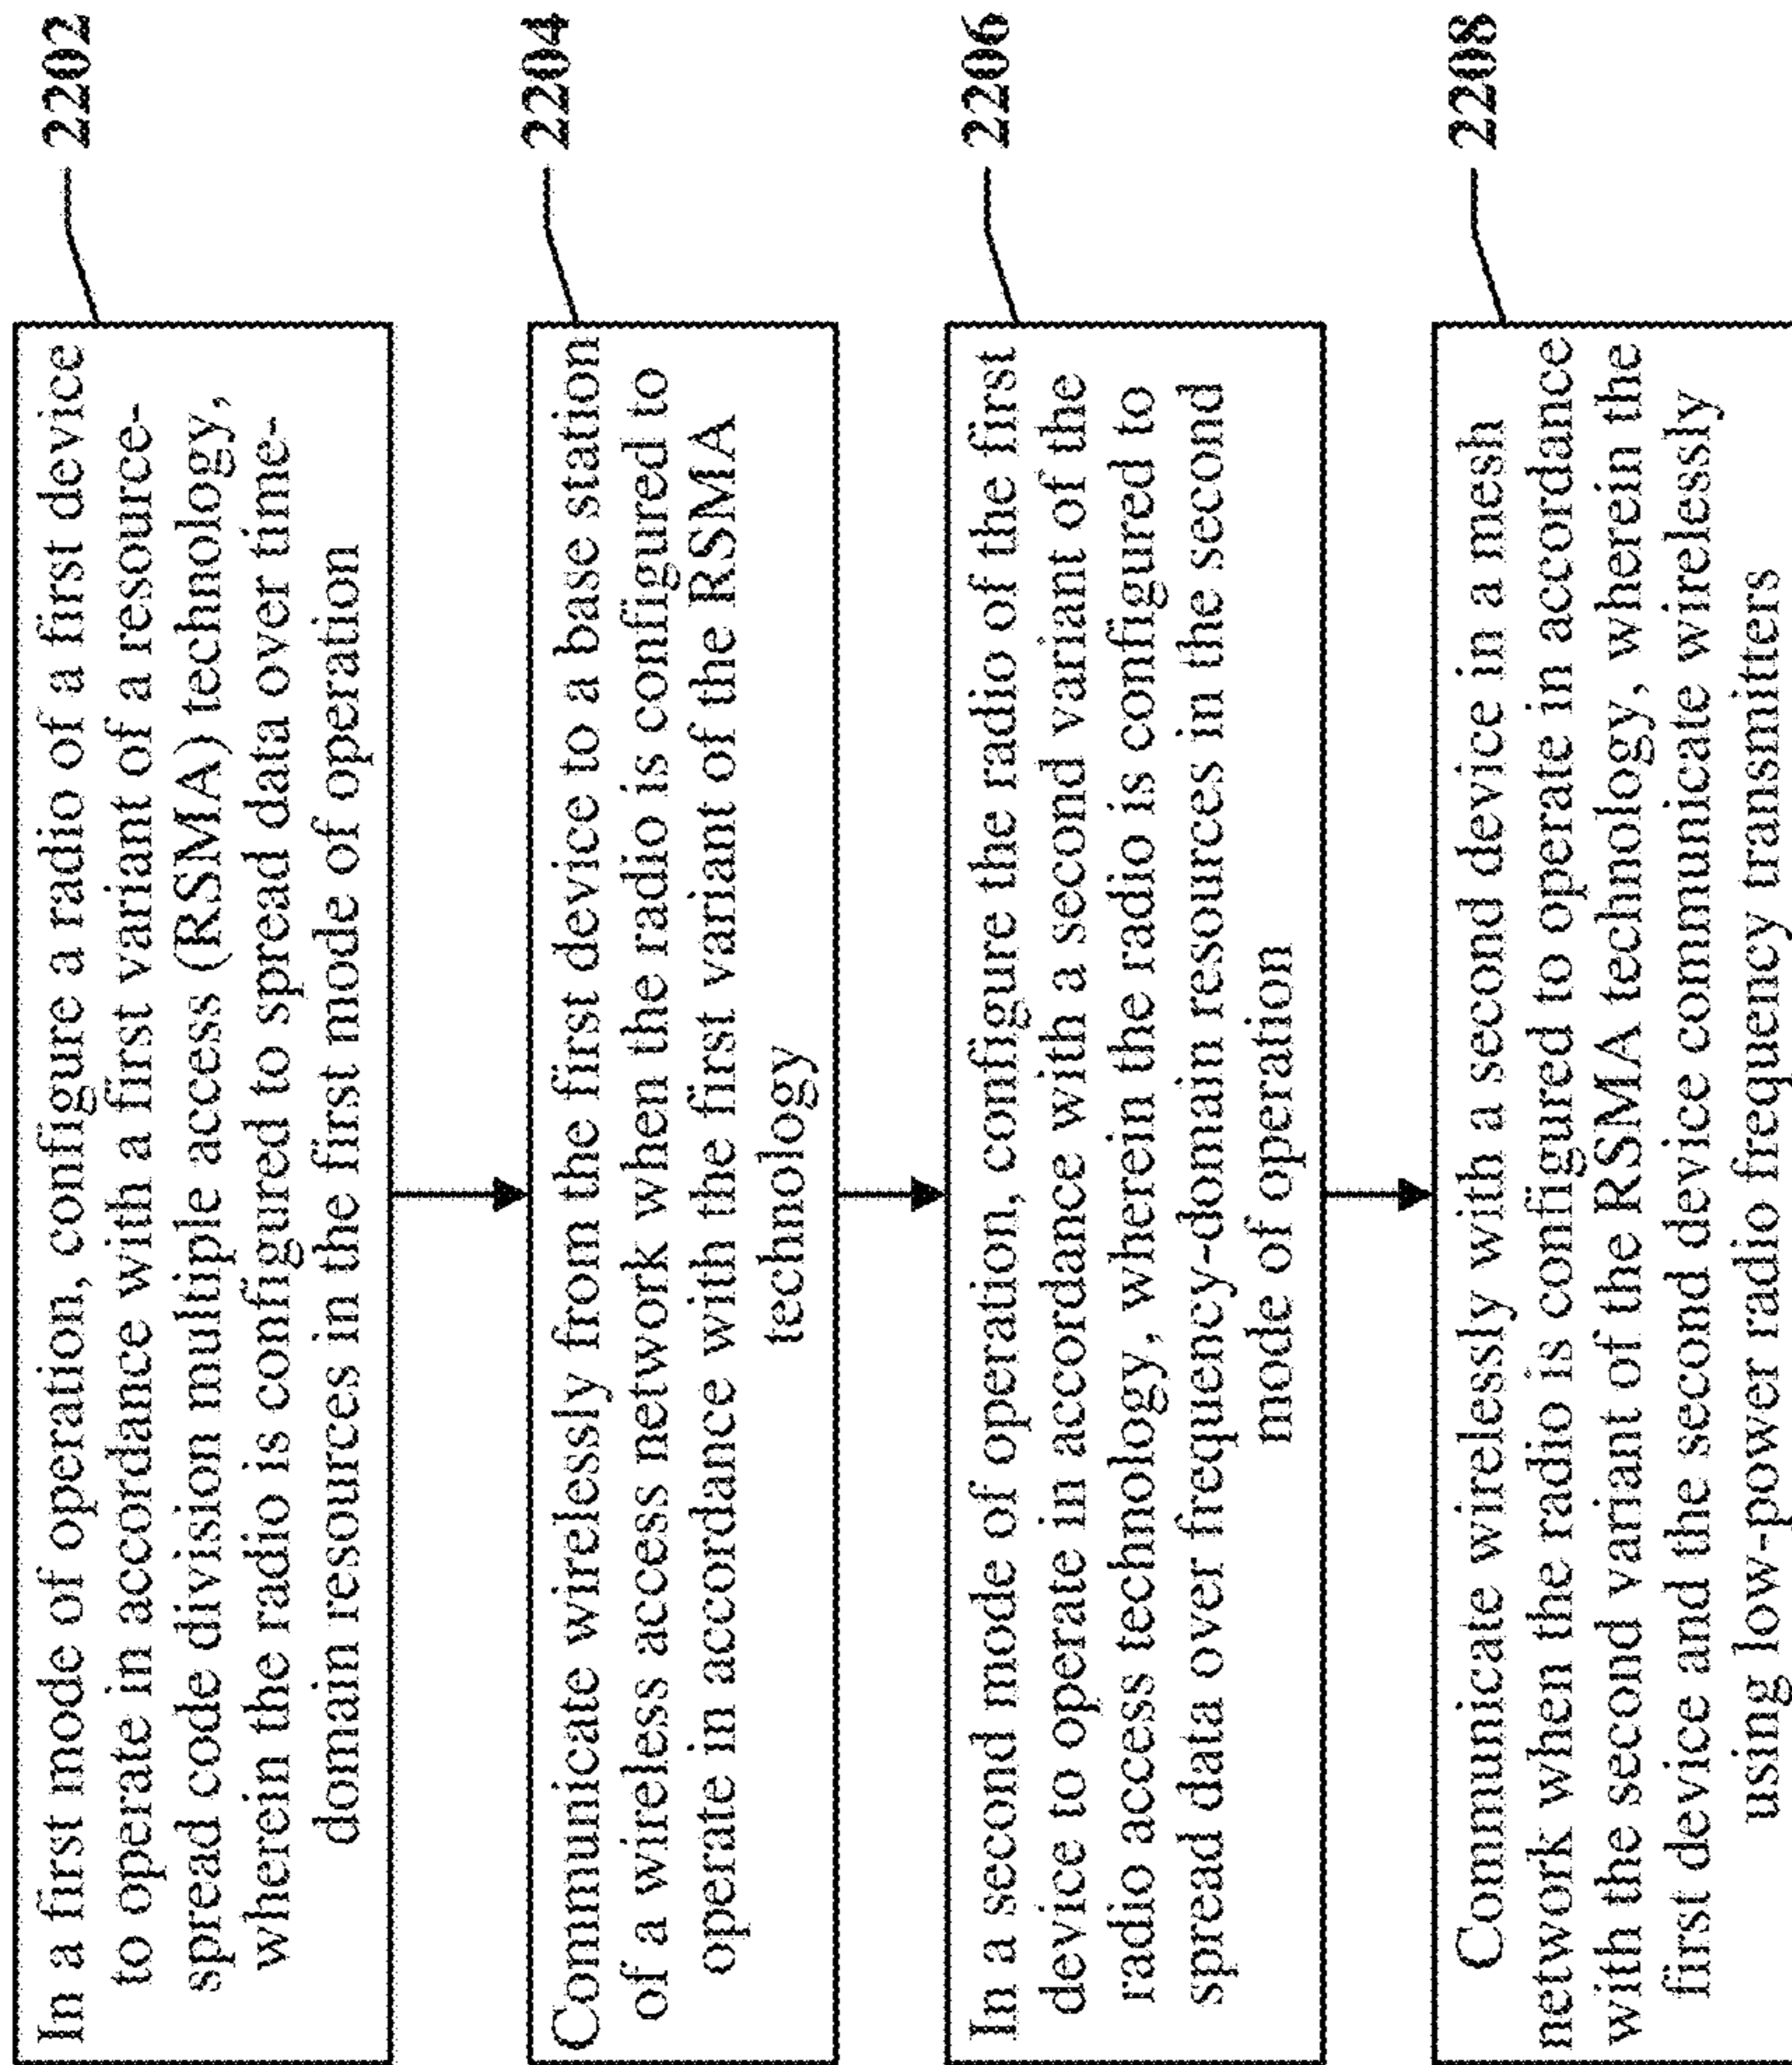 In a first mode of operation, configure a radio of a first device
to operate in accordance with a first variant of a resource-
spread code division multiple access (RSMA) technology,
wherein the radio is configured to spread data over time-
domain resources in the first mode of operation
2202
Communicate wirelessly from the first device to a base station
of a wireless access network when the radio is configured to
operate in accordance with the first variant of the RSMA
technology
2204
In a second mode of operation, configure the radio of the first
device to operate in accordance with a second variant of the
radio access technology, wherein the radio is configured to
spread data over frequency-domain resources in the second
mode of operation
2206
Communicate wirelessly with a second device in a mesh
network when the radio is configured to operate in accordance
with the second variant of the RSMA technology, wherein the
first device and the second device communicate wirelessly
using low-power radio frequency transmitters
2208